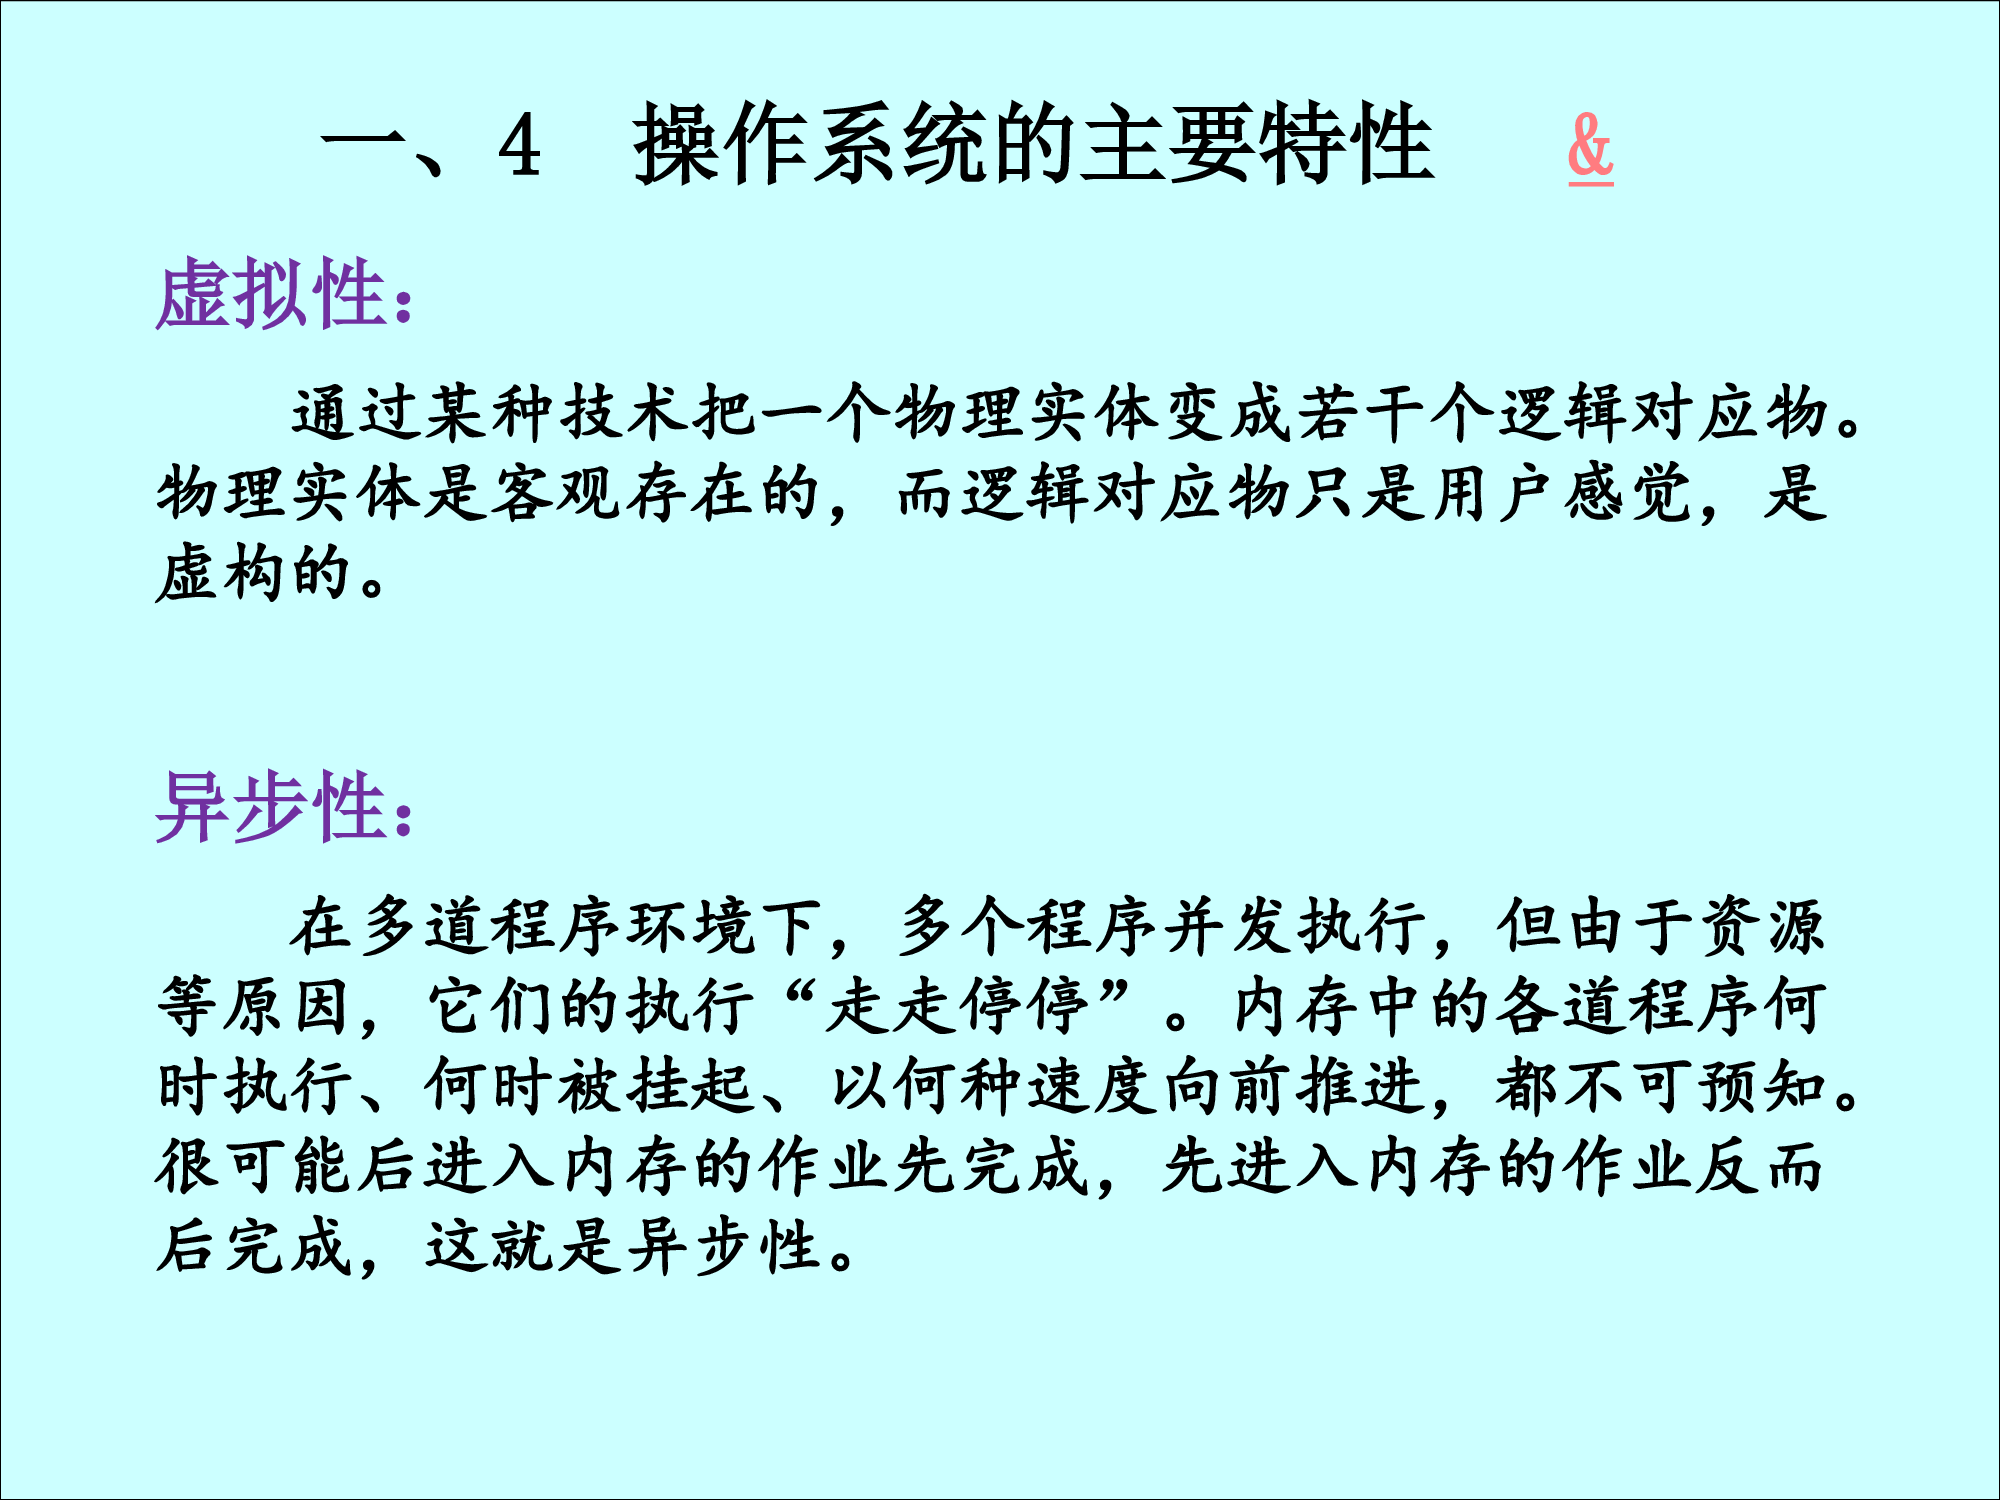 一、4 操作系统的主要特性 &
虚拟性：
通过某种技术把一个物理实体变成若干个逻辑对应物。
物理实体是客观存在的，而逻辑对应物只是用户感觉，是
虚构的。
异步性：
在多道程序环境下，多个程序并发执行，但由于资源
等原因，它们的执行“走走停停”。内存中的各道程序何
时执行、何时被挂起、以何种速度向前推进，都不可预知。
很可能后进入内存的作业先完成，先进入内存的作业反而
后完成，这就是异步性。